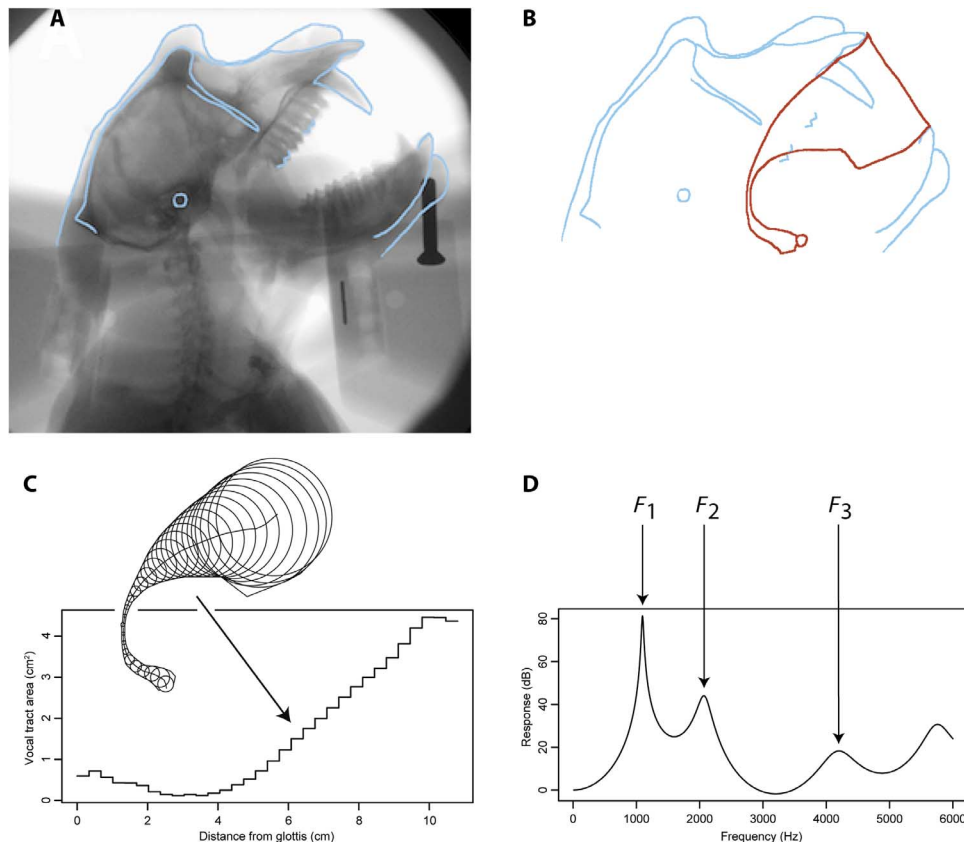 A
B
C
D
F1
F2
F3
Vocal tract area (cm²)
4
3
2
1
0
0
2
4
6
8
10
Distance from glottis (cm)
Response (dB)
80
60
40
20
0
0
1000
2000
3000
4000
5000
6000
Frequency (Hz)